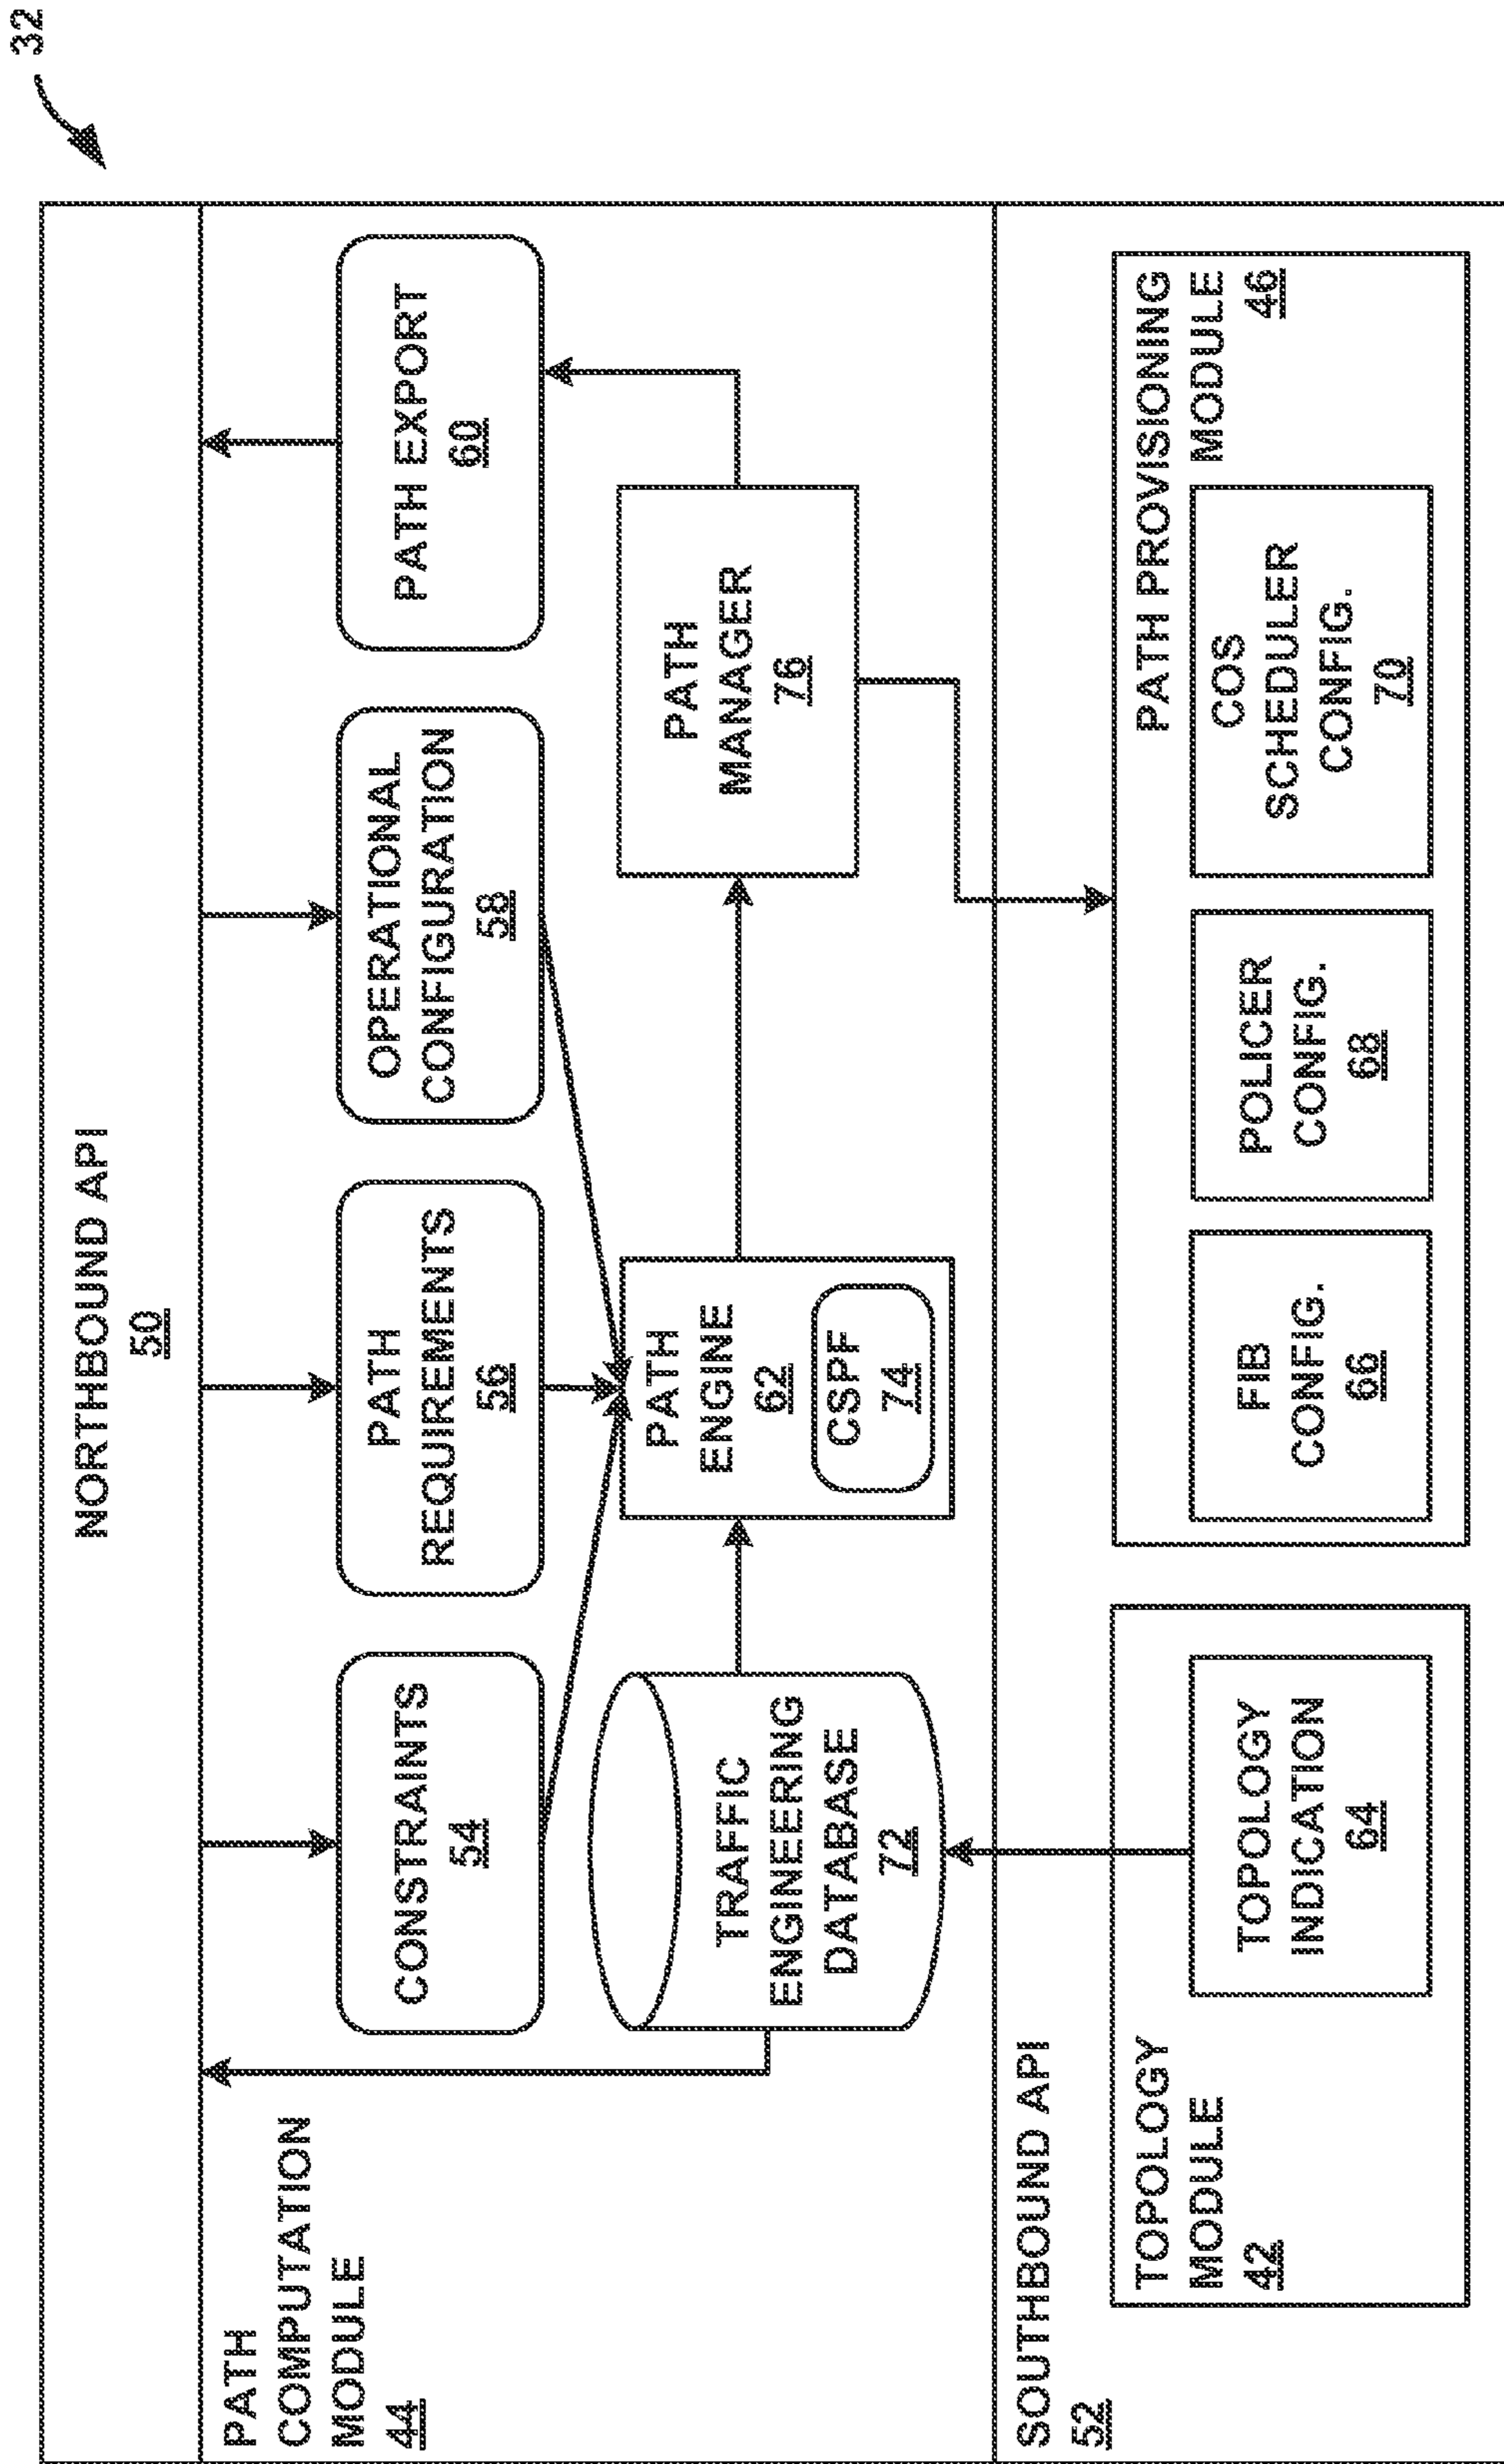 32
NORTHBOUND API
50
PATH
COMPUTATION
MODULE
44
CONSTRAINTS
54
PATH
REQUIREMENTS
56
OPERATIONAL
CONFIGURATION
58
PATH EXPORT
60
TRAFFIC
ENGINEERING
DATABASE
72
PATH
ENGINE
62
CSPF
74
PATH
MANAGER
76
SOUTHBOUND API
52
TOPOLOGY
MODULE
42
TOPOLOGY
INDICATION
64
PATH PROVISIONING
MODULE
46
FIB
CONFIG.
66
POLICER
CONFIG.
68
COS
SCHEDULER
CONFIG.
70